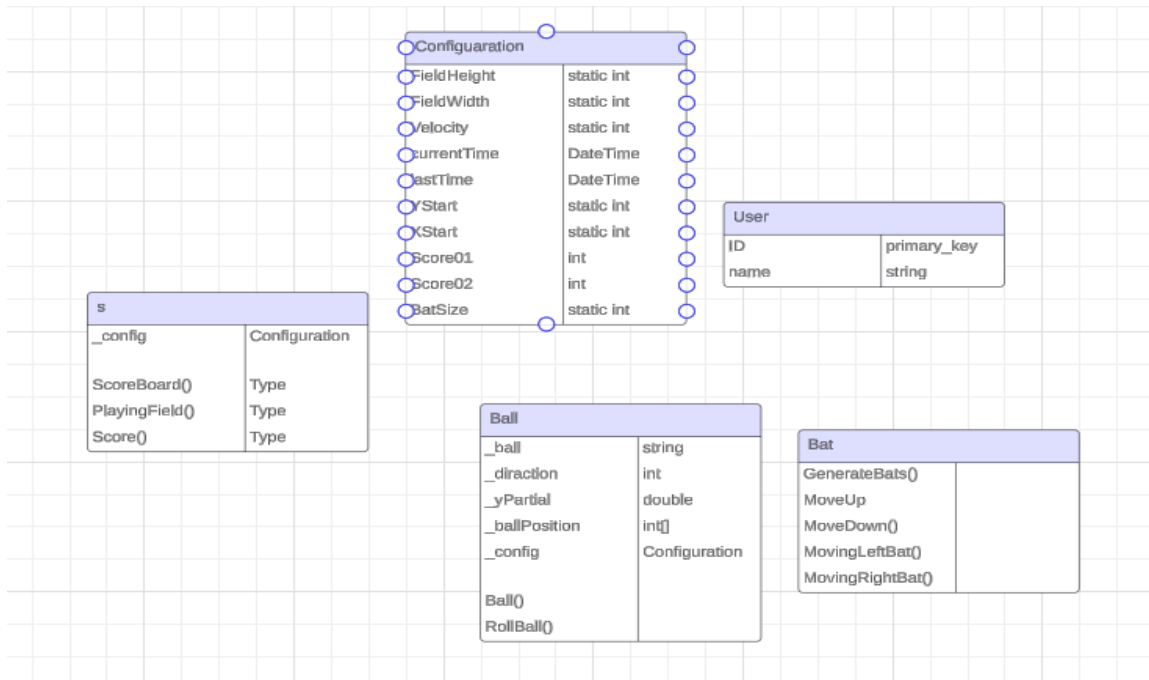 Configuaration
FieldHeight static int
FieldWidth static int
Velocity static int
currentTime DateTime
lastTime DateTime
YStart static int
XStart static int
Score01 int
Score02 int
BatSize static int
User
ID primary_key
name string
s
_config Configuration
ScoreBoard() Type
PlayingField() Type
Score() Type
Ball
_ball string
_diraction int
_yPartial double
_ballPosition int[]
_config Configuration
Ball()
RollBall()
Bat
GenerateBats()
MoveUp
MoveDown()
MovingLeftBat()
MovingRightBat()